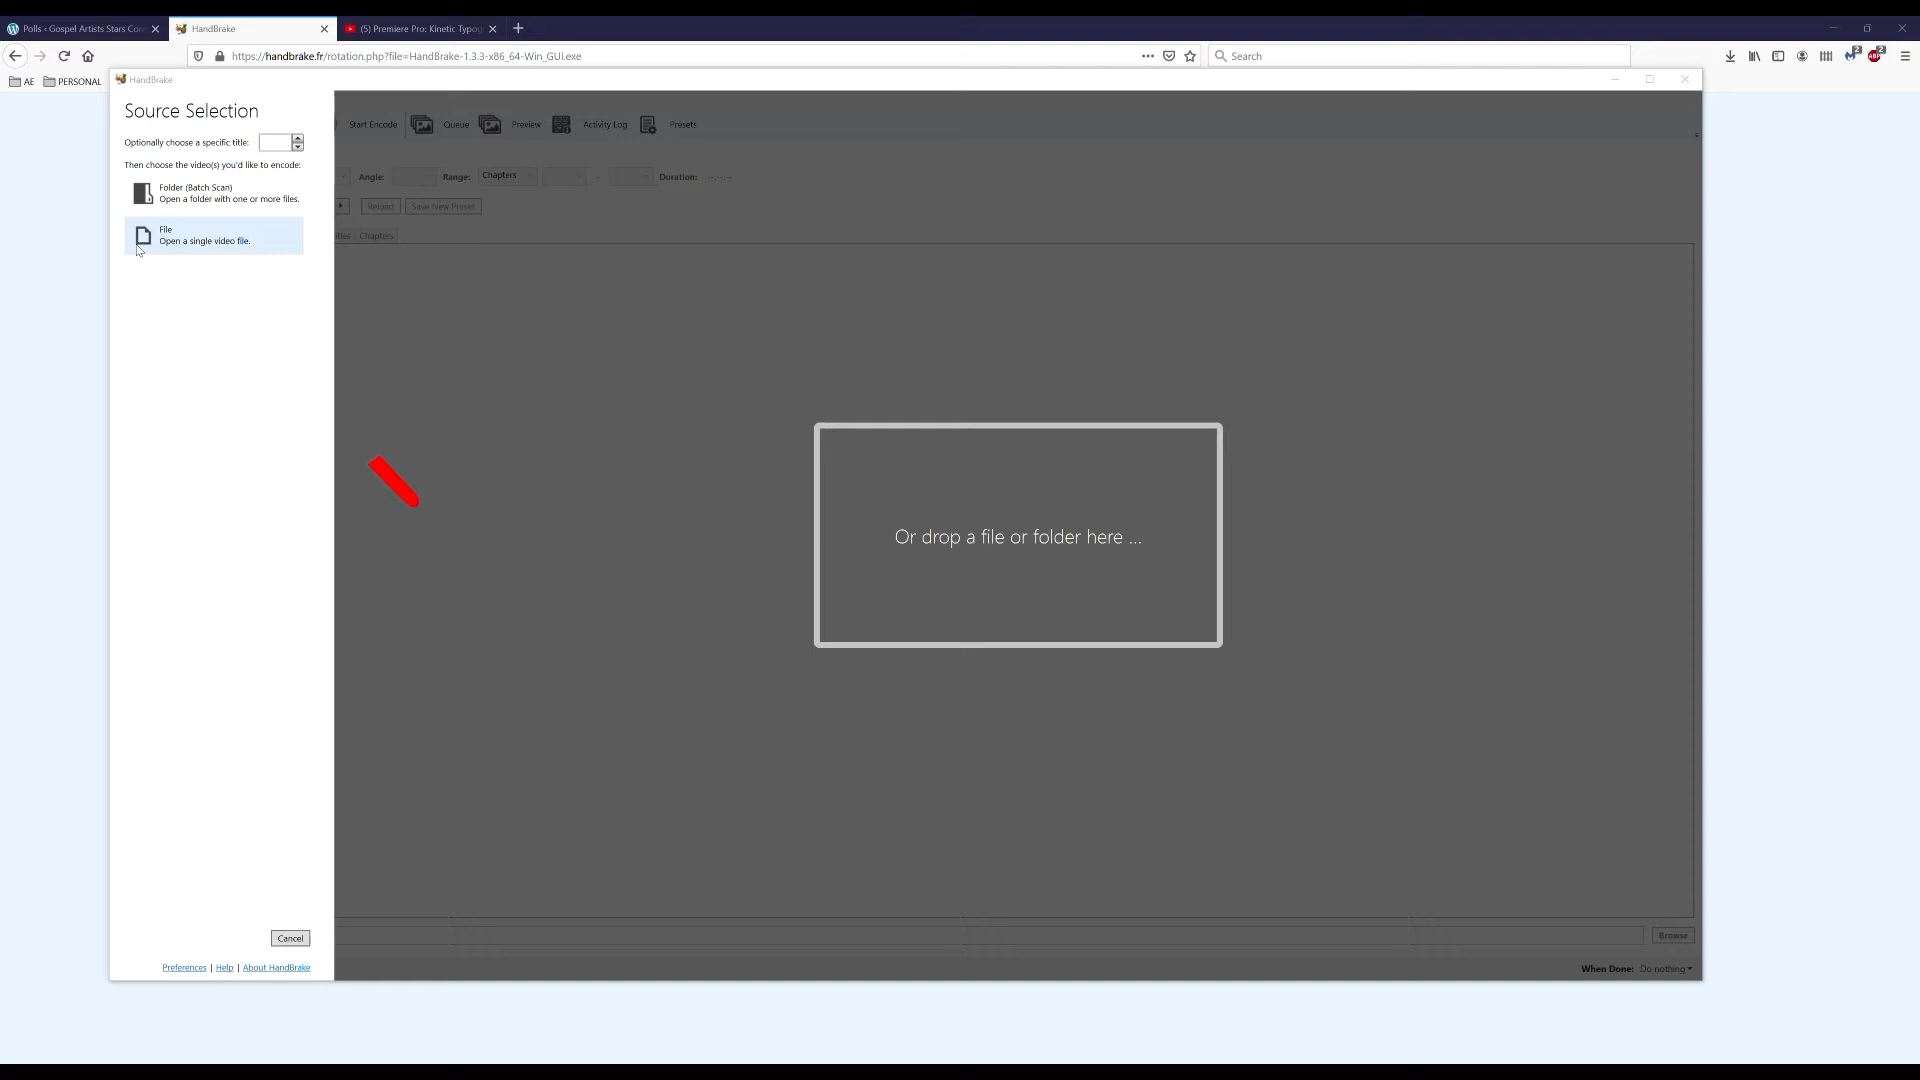 Polls ‹ Gospel Artists Stars Cou
HandBrake
(5) Premiere Pro: Kinetic Typog
https://handbrake.fr/rotation.php?file=HandBrake-1.3.3-x86_64-Win_GUI.exe
Search
2
2
AE
PERSONAL
HandBrake
Source Selection
Optionally choose a specific title:
Then choose the video(s) you'd like to encode:
Folder (Batch Scan)
Open a folder with one or more files.
File
Open a single video file.
Start Encode
Queue
Preview
Activity Log
Presets
Angle:
Range:
Chapters
-
Duration:
--:--:--
Reload
Save New Preset
itles
Chapters
Or drop a file or folder here ...
Cancel
Preferences | Help | About HandBrake
Browse
When Done: Do nothing